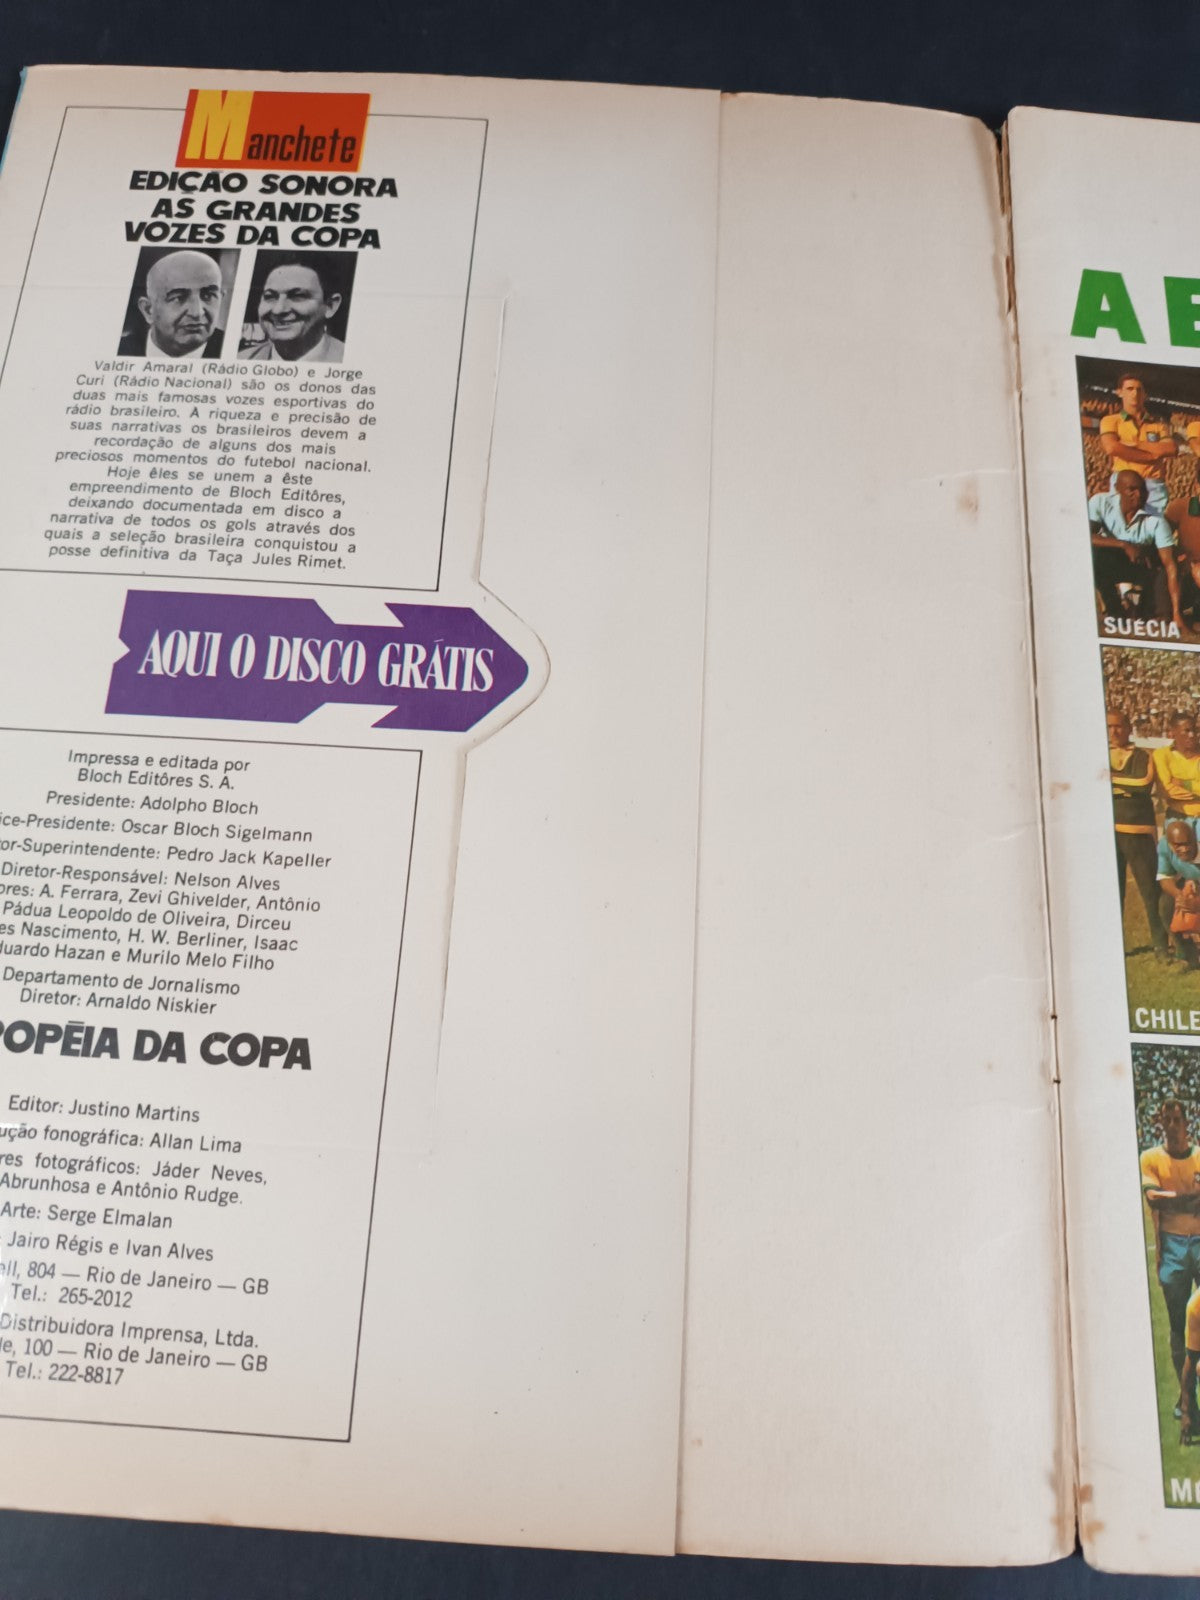 Manchete
EDIÇÃO SONORA
AS GRANDES
VOZES DA COPA
Valdir Amaral (Rádio Globo) e Jorge
Curi (Rádio Nacional) são os donos das
duas mais famosas vozes esportivas do
rádio brasileiro. A riqueza e precisão de
suas narrativas os brasileiros devem a
recordação de alguns dos mais
preciosos momentos do futebol nacional.
Hoje êles se unem a êste
empreendimento de Bloch Editôres,
deixando documentada em disco a
narrativa de todos os gols através dos
quais a seleção brasileira conquistou a
posse definitiva da Taça Jules Rimet.
AQUI O DISCO GRÁTIS
Impressa e editada por
Bloch Editôres S. A.
Presidente: Adolpho Bloch
ice-Presidente: Oscar Bloch Sigelmann
or-Superintendente: Pedro Jack Kapeller
Diretor-Responsável: Nelson Alves
ores: A. Ferrara, Zevi Ghivelder, Antônio
Pádua Leopoldo de Oliveira, Dirceu
es Nascimento, H. W. Berliner, Isaac
duardo Hazan e Murilo Melo Filho
Departamento de Jornalismo
Diretor: Arnaldo Niskier
POPÉIA DA COPA
Editor: Justino Martins
ução fonográfica: Allan Lima
res fotográficos: Jáder Neves,
Abrunhosa e Antônio Rudge.
Arte: Serge Elmalan
: Jairo Régis e Ivan Alves
ell, 804 — Rio de Janeiro — GB
Tel.: 265-2012
Distribuidora Imprensa, Ltda.
le, 100 — Rio de Janeiro — GB
Tel.: 222-8817
A E
SUÉCIA
CHILE
MÉ